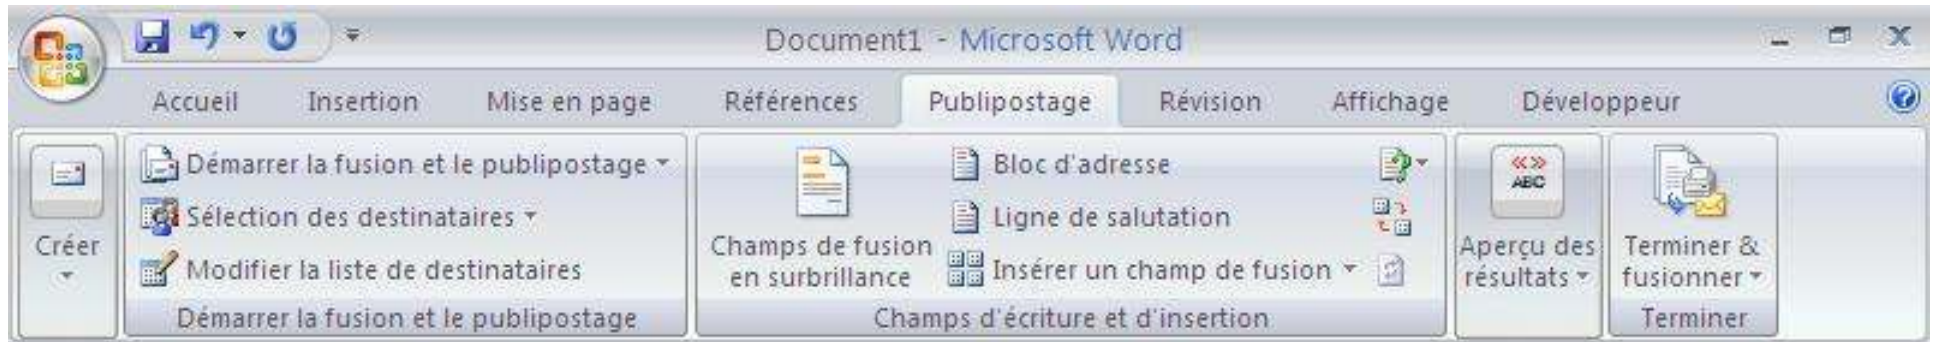 Document1 - Microsoft Word
Accueil Insertion Mise en page Références Publipostage Révision Affichage Développeur
Créer
Démarrer la fusion et le publipostage
Sélection des destinataires
Modifier la liste de destinataires
Démarrer la fusion et le publipostage
Champs de fusion
en surbrillance
Bloc d'adresse
Ligne de salutation
Insérer un champ de fusion
Champs d'écriture et d'insertion
«»
ABC
Aperçu des
résultats
Terminer &
fusionner
Terminer